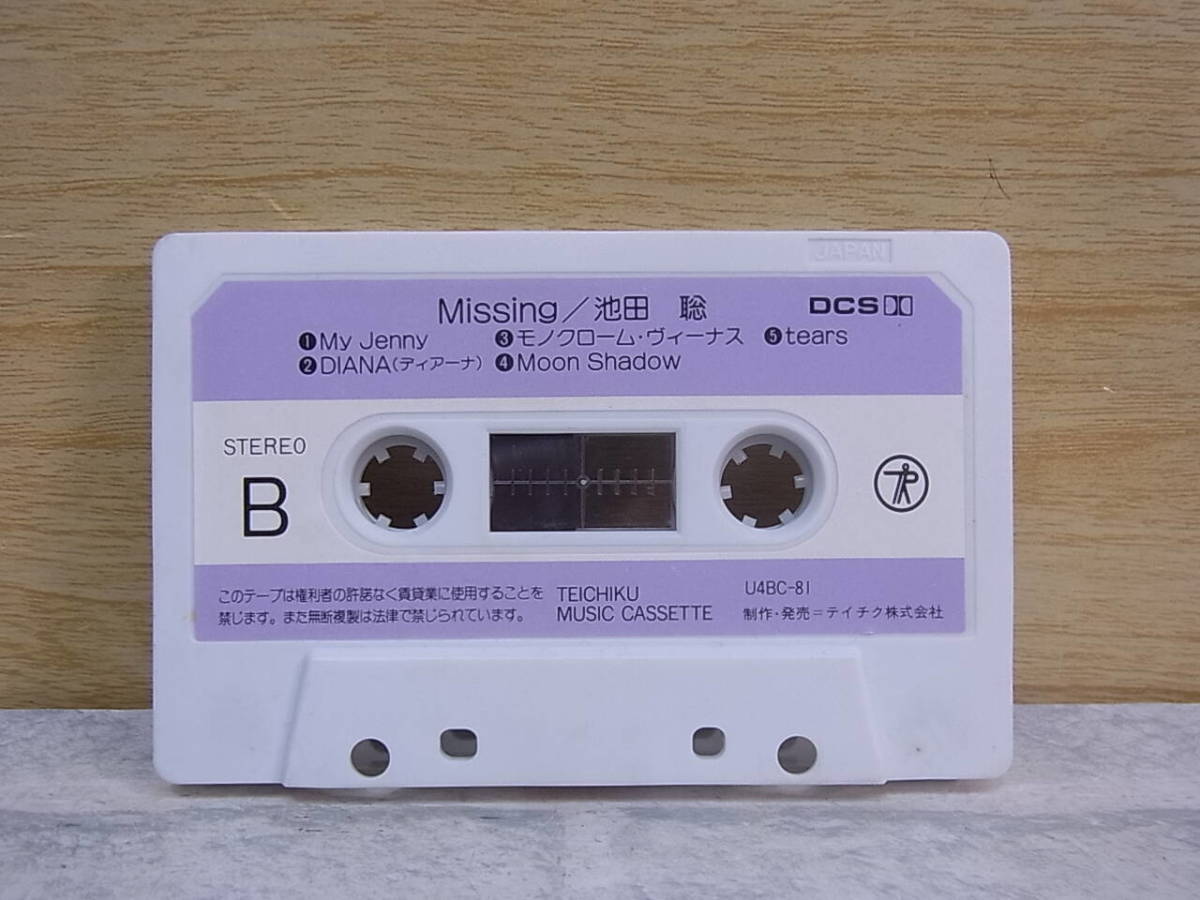 JAPAN
Missing／池田　聡
DCS
❶My Jenny ❸モノクローム・ヴィーナス ❺tears
❷DIANA(ディアーナ) ❹Moon Shadow
STEREO
B
このテープは権利者の許諾なく賃貸業に使用することを
禁じます。また無断複製は法律で禁じられています。
TEICHIKU
MUSIC CASSETTE
U4BC-81
制作・発売＝テイチク株式会社